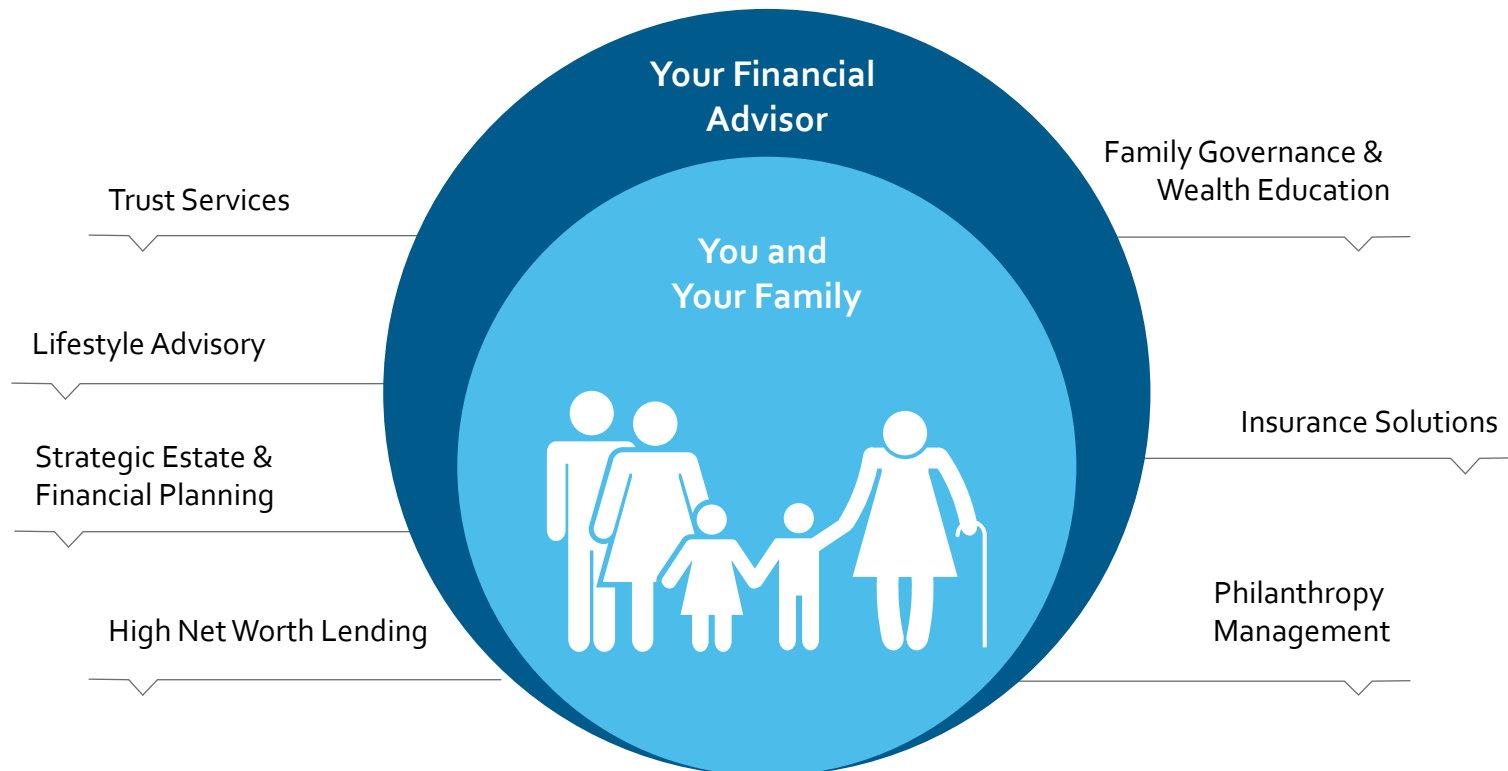 Your Financial
Advisor
You and
Your Family
Trust Services
Lifestyle Advisory
Strategic Estate &
Financial Planning
High Net Worth Lending
Family Governance &
Wealth Education
Insurance Solutions
Philanthropy
Management